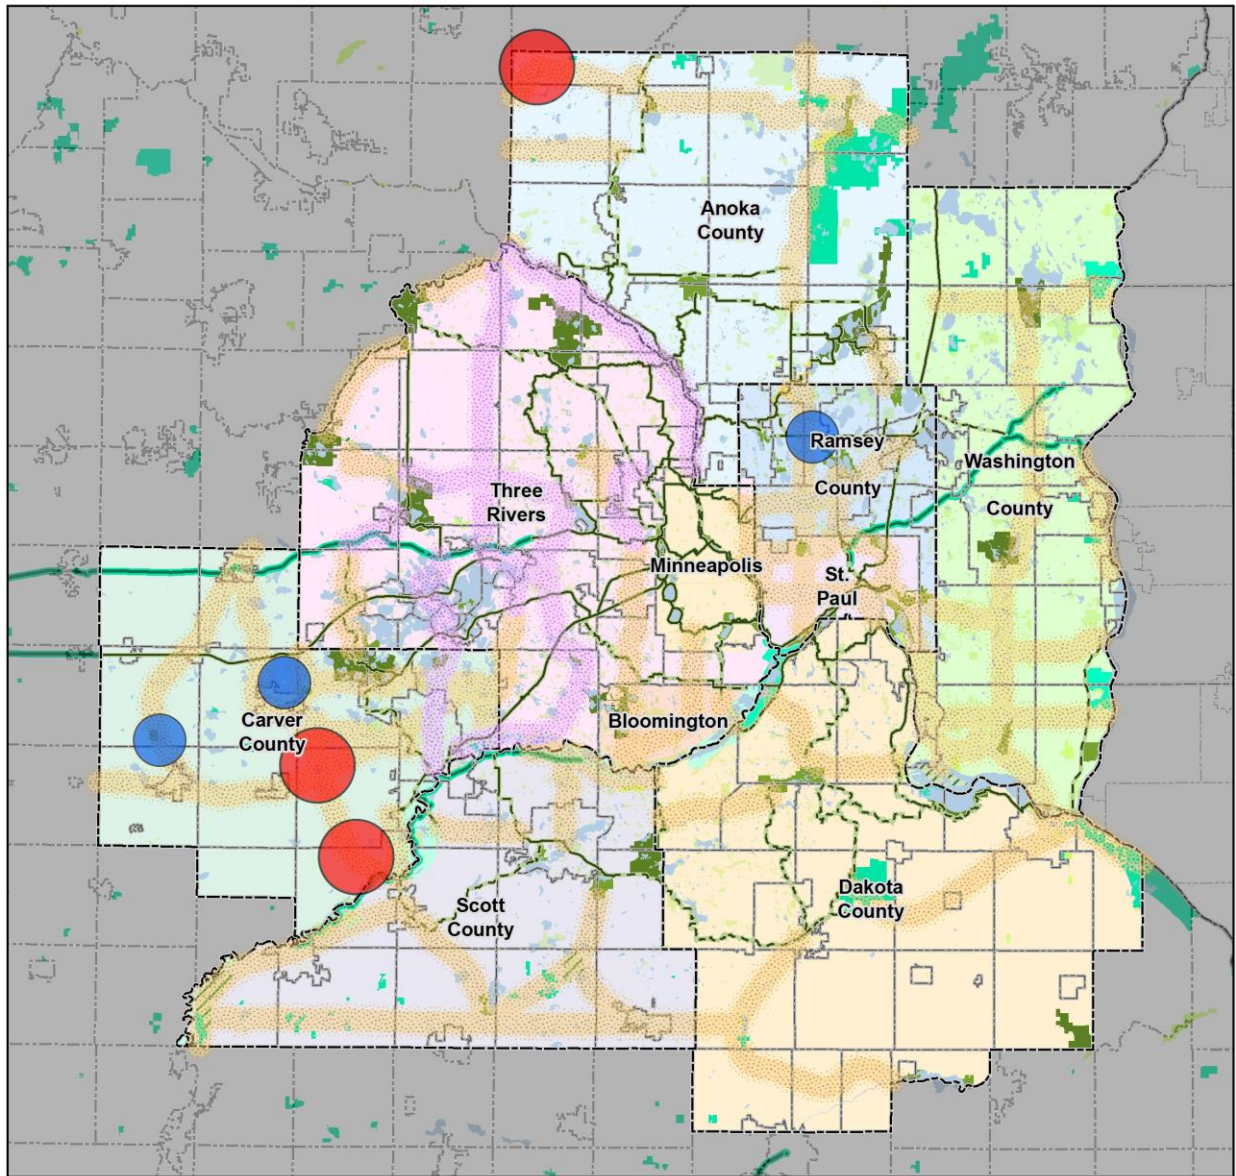 Anoka
County
Ramsey
County
Washington
County
Three
Rivers
Minneapolis
St.
Paul
Carver
County
Bloomington
Scott
County
Dakota
County